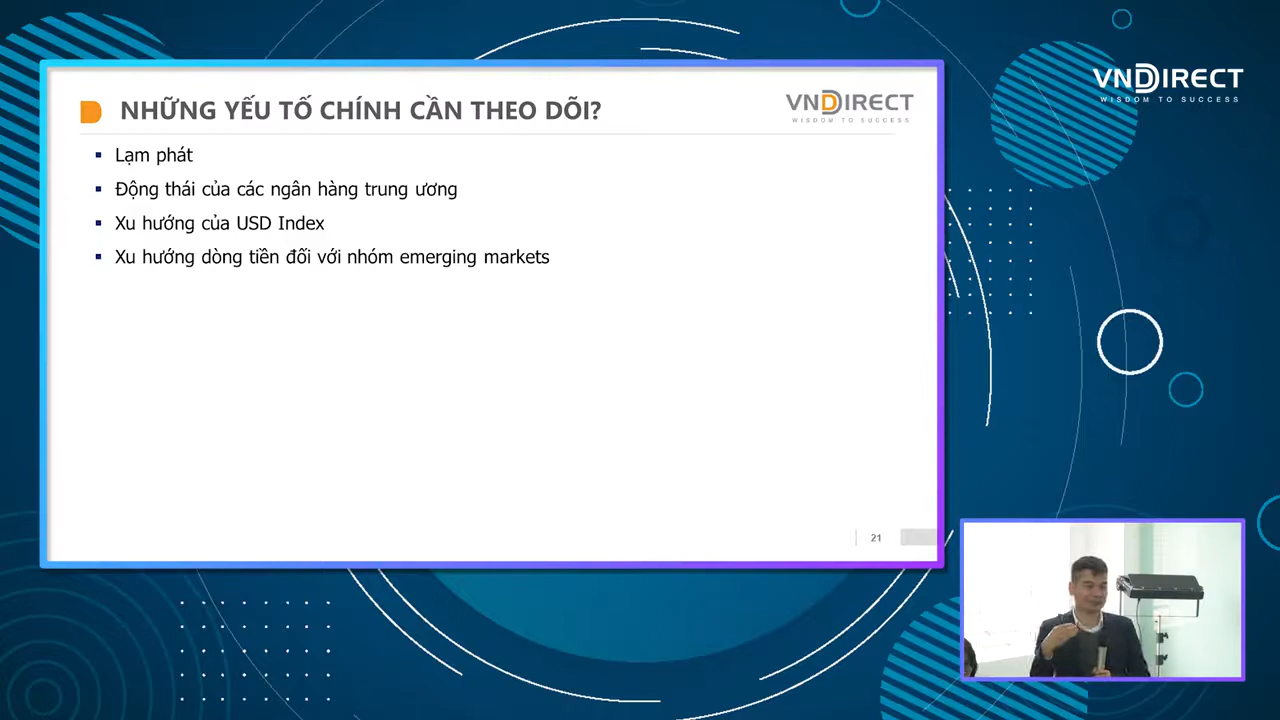 NHỮNG YẾU TỐ CHÍNH CẦN THEO DÕI?
VNDIRECT
WISDOM TO SUCCESS
▪ Lạm phát
▪ Động thái của các ngân hàng trung ương
▪ Xu hướng của USD Index
▪ Xu hướng dòng tiền đối với nhóm emerging markets
21
VNDIRECT
WISDOM TO SUCCESS